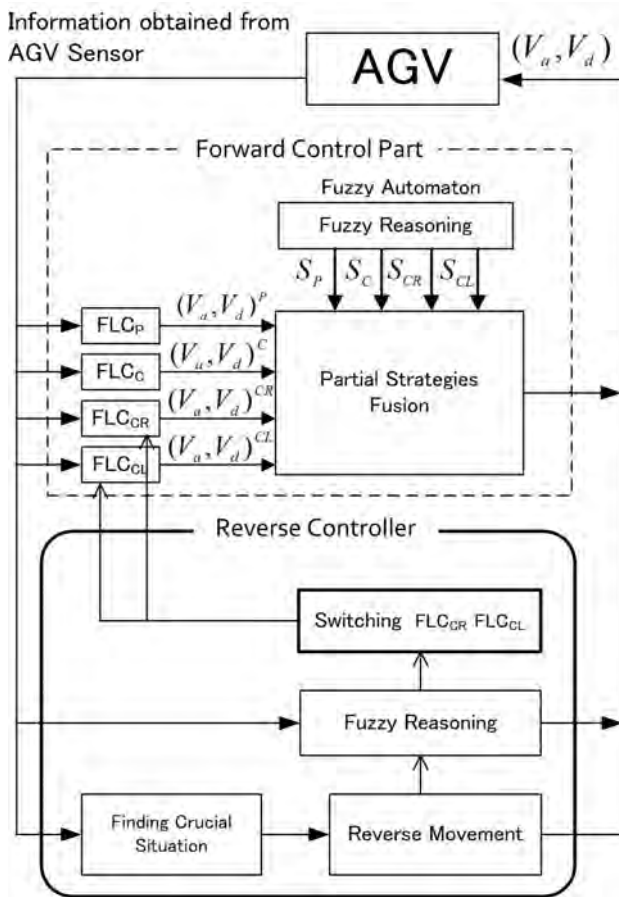 Information obtained from
AGV Sensor
AGV
(V_a, V_d)
Forward Control Part
Fuzzy Automaton
Fuzzy Reasoning
S_P S_C S_CR S_CL
FLC_P (V_a, V_d)^P
FLC_C (V_a, V_d)^C
FLC_CR (V_a, V_d)^CR
FLC_CL (V_a, V_d)^CL
Partial Strategies
Fusion
Reverse Controller
Switching FLC_CR FLC_CL
Fuzzy Reasoning
Finding Crucial
Situation
Reverse Movement